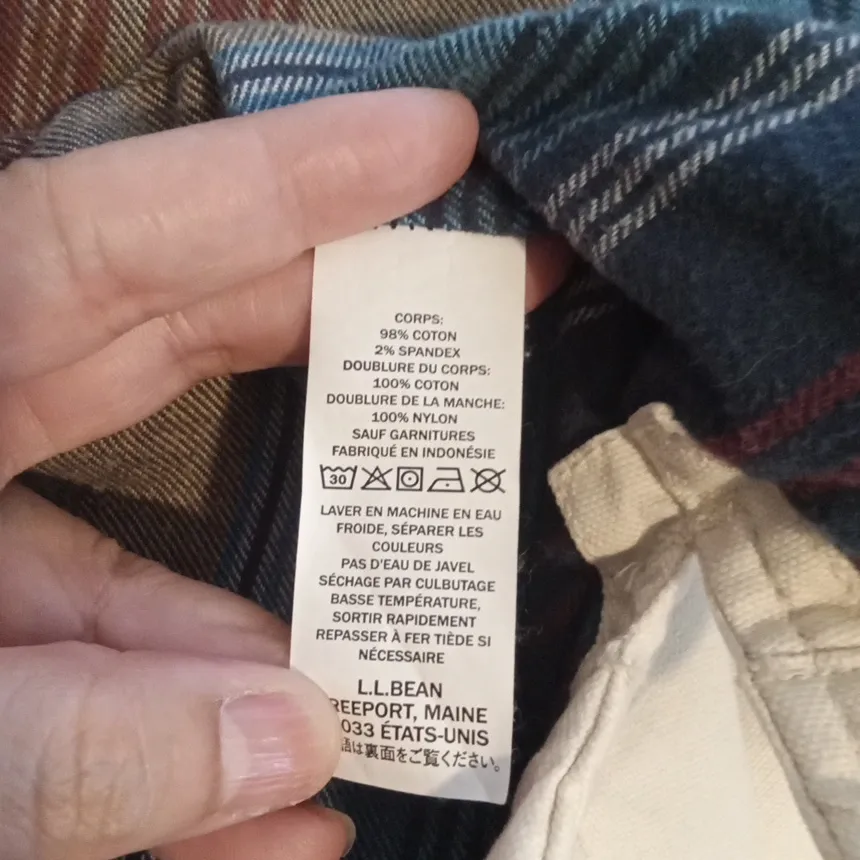 CORPS:
98% COTON
2% SPANDEX
DOUBLURE DU CORPS:
100% COTON
DOUBLURE DE LA MANCHE:
100% NYLON
SAUF GARNITURES
FABRIQUÉ EN INDONÉSIE
30
LAVER EN MACHINE EN EAU
FROIDE, SÉPARER LES
COULEURS
PAS D'EAU DE JAVEL
SÉCHAGE PAR CULBUTAGE
BASSE TEMPÉRATURE,
SORTIR RAPIDEMENT
REPASSER À FER TIÈDE SI
NÉCESSAIRE
L.L.BEAN
REEPORT, MAINE
033 ÉTATS-UNIS
語は裏面をご覧ください。